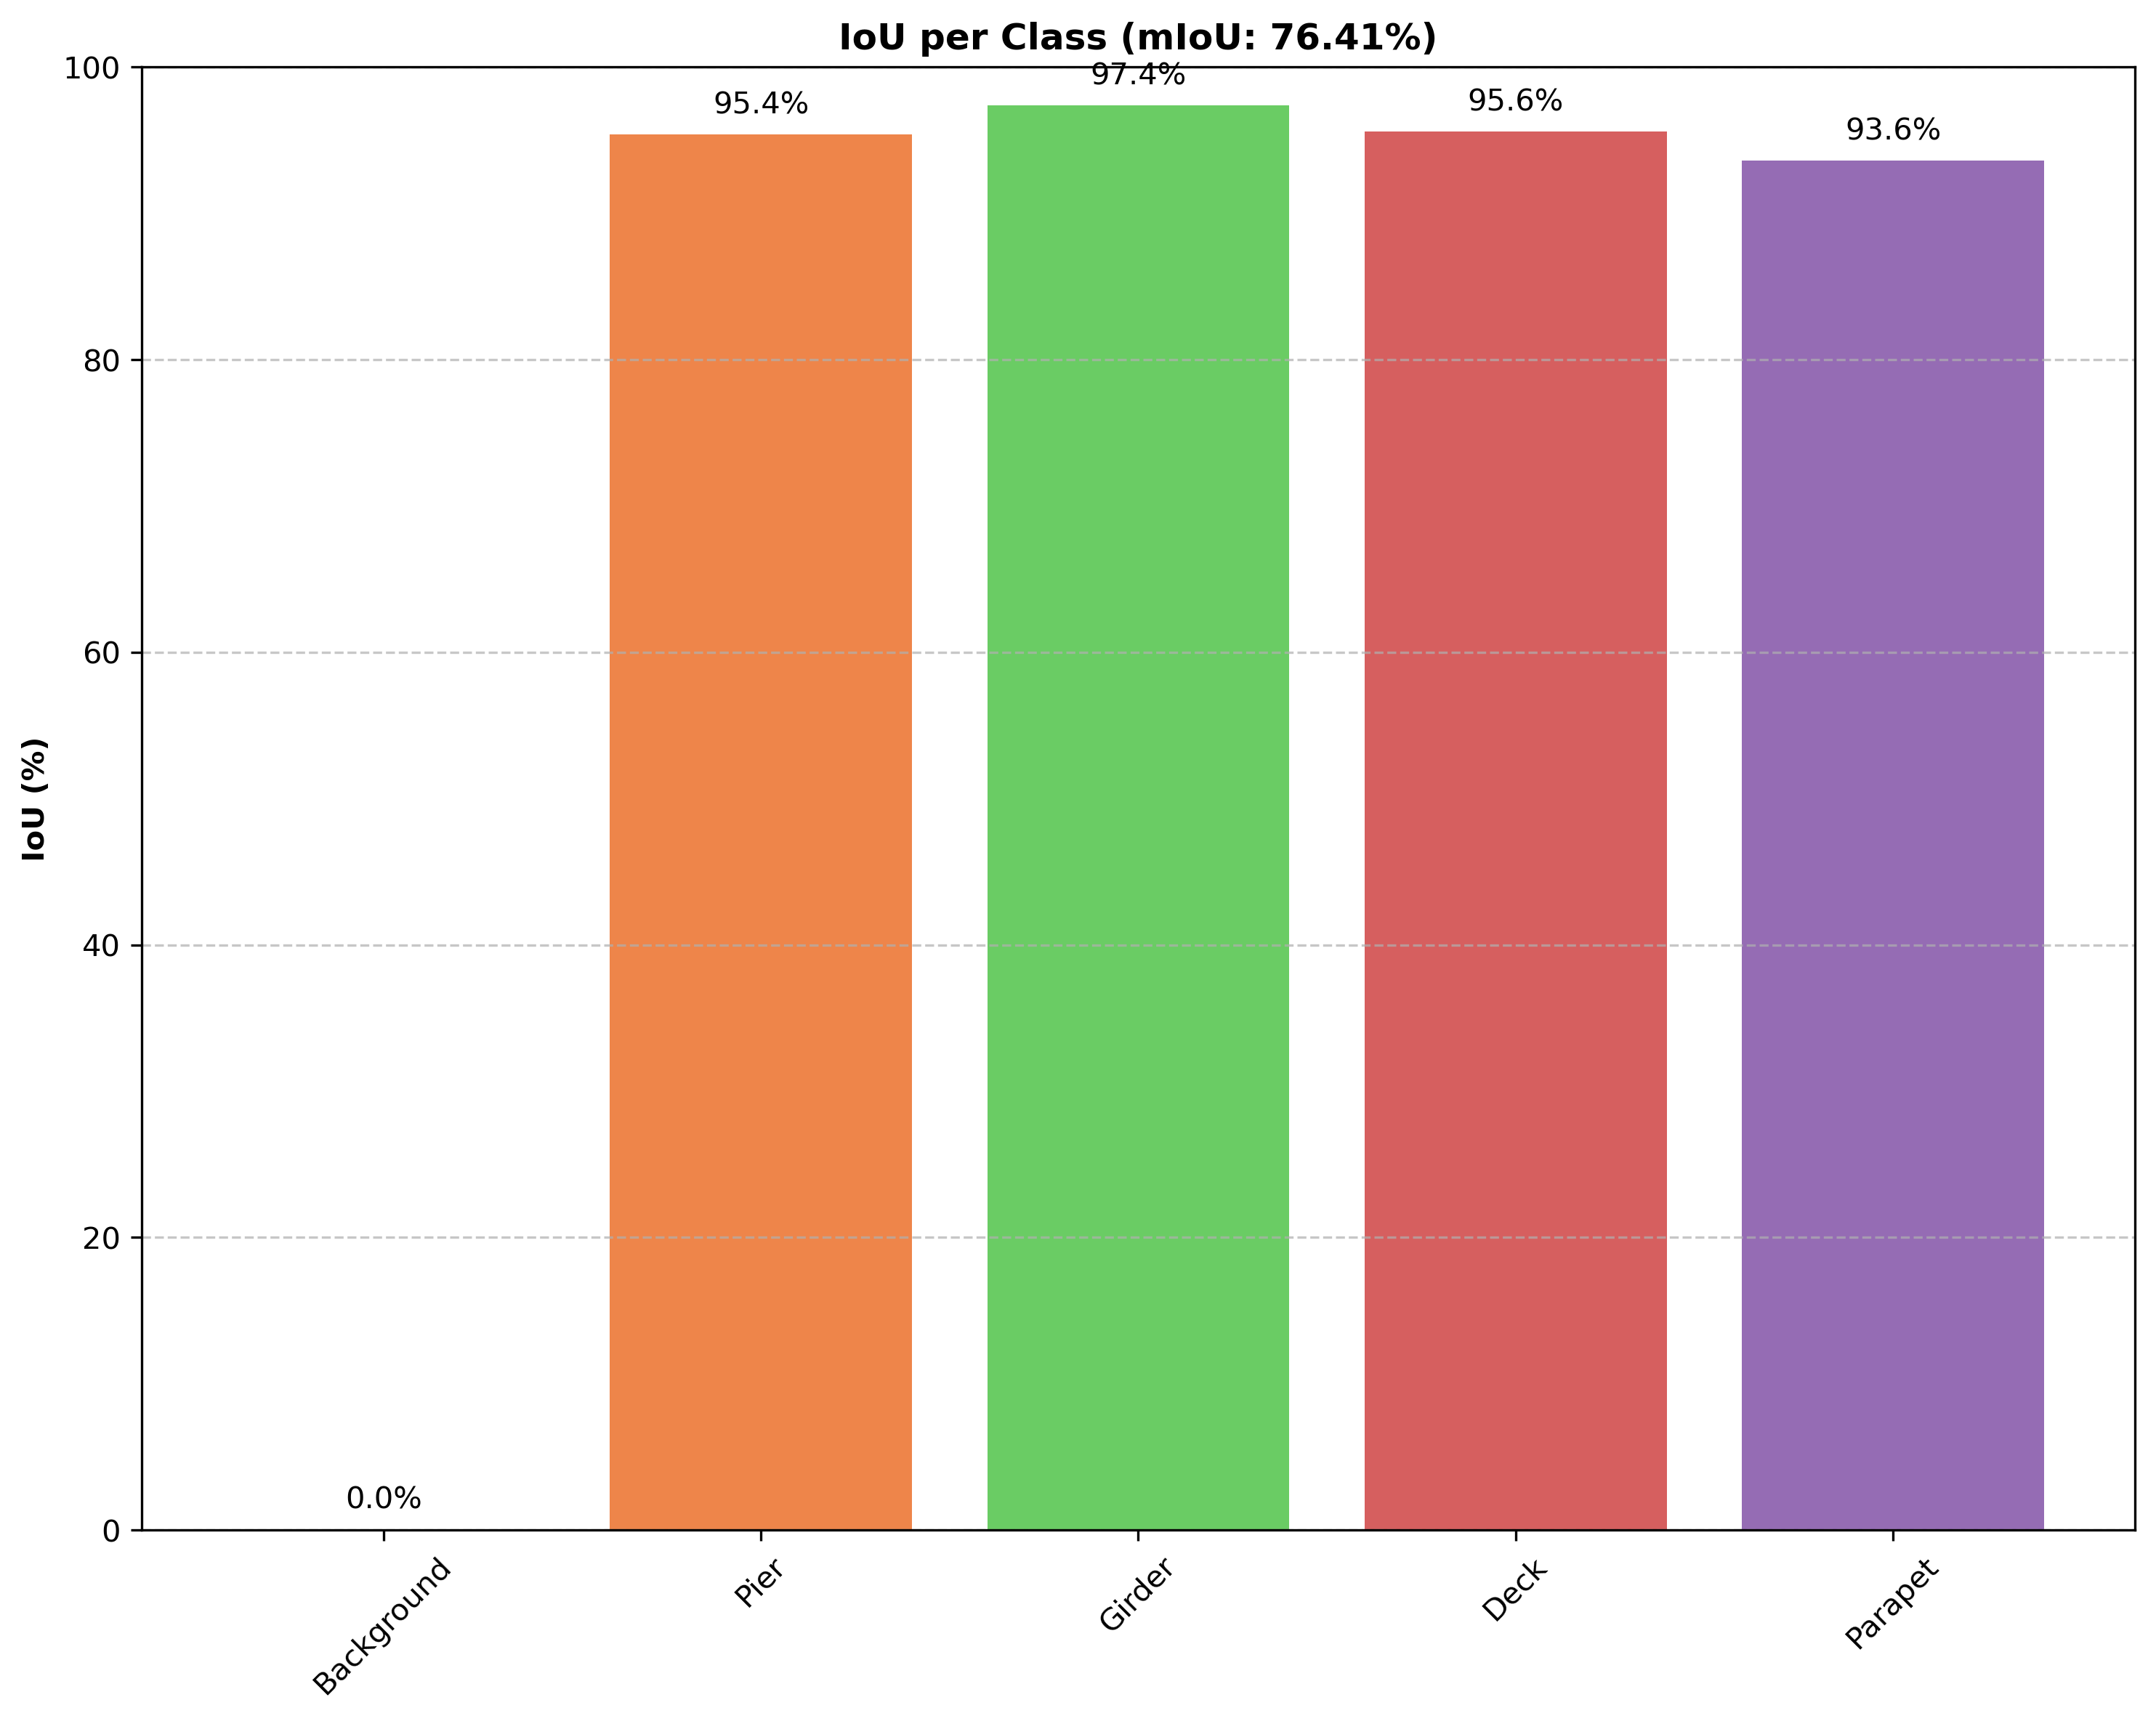 IoU per Class (mIoU: 76.41%)
100
97.4%
95.4%
95.6%
93.6%
80
60
IoU (%)
40
20
0.0%
0
Background
Pier
Girder
Deck
Parapet